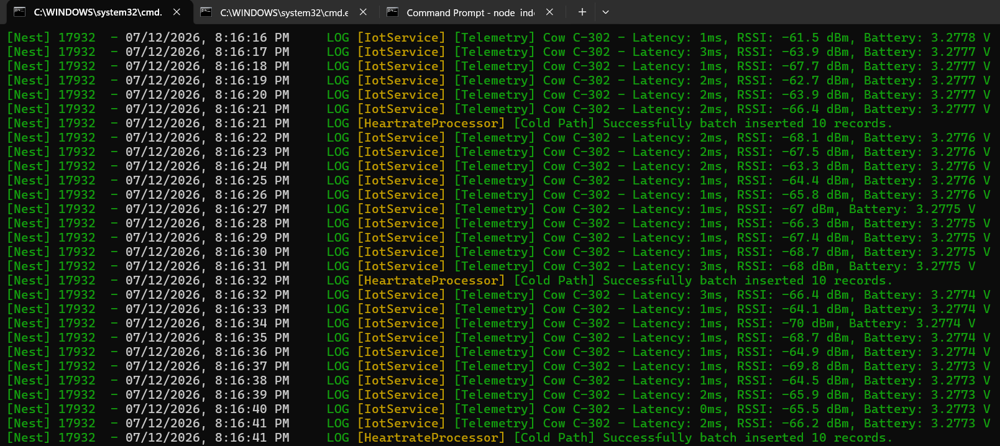 C:\WINDOWS\system32\cmd.
C:\WINDOWS\system32\cmd.e
Command Prompt - node ind
[Nest] 17932  - 07/12/2026, 8:16:16 PM     LOG [IotService] [Telemetry] Cow C-302 - Latency: 1ms, RSSI: -61.5 dBm, Battery: 3.2778 V
[Nest] 17932  - 07/12/2026, 8:16:17 PM     LOG [IotService] [Telemetry] Cow C-302 - Latency: 3ms, RSSI: -63.9 dBm, Battery: 3.2777 V
[Nest] 17932  - 07/12/2026, 8:16:18 PM     LOG [IotService] [Telemetry] Cow C-302 - Latency: 1ms, RSSI: -67.7 dBm, Battery: 3.2777 V
[Nest] 17932  - 07/12/2026, 8:16:19 PM     LOG [IotService] [Telemetry] Cow C-302 - Latency: 2ms, RSSI: -62.7 dBm, Battery: 3.2777 V
[Nest] 17932  - 07/12/2026, 8:16:20 PM     LOG [IotService] [Telemetry] Cow C-302 - Latency: 2ms, RSSI: -63.9 dBm, Battery: 3.2777 V
[Nest] 17932  - 07/12/2026, 8:16:21 PM     LOG [IotService] [Telemetry] Cow C-302 - Latency: 2ms, RSSI: -66.4 dBm, Battery: 3.2777 V
[Nest] 17932  - 07/12/2026, 8:16:21 PM     LOG [HeartrateProcessor] [Cold Path] Successfully batch inserted 10 records.
[Nest] 17932  - 07/12/2026, 8:16:22 PM     LOG [IotService] [Telemetry] Cow C-302 - Latency: 2ms, RSSI: -68.1 dBm, Battery: 3.2776 V
[Nest] 17932  - 07/12/2026, 8:16:23 PM     LOG [IotService] [Telemetry] Cow C-302 - Latency: 2ms, RSSI: -67.5 dBm, Battery: 3.2776 V
[Nest] 17932  - 07/12/2026, 8:16:24 PM     LOG [IotService] [Telemetry] Cow C-302 - Latency: 2ms, RSSI: -63.3 dBm, Battery: 3.2776 V
[Nest] 17932  - 07/12/2026, 8:16:25 PM     LOG [IotService] [Telemetry] Cow C-302 - Latency: 1ms, RSSI: -64.4 dBm, Battery: 3.2776 V
[Nest] 17932  - 07/12/2026, 8:16:26 PM     LOG [IotService] [Telemetry] Cow C-302 - Latency: 1ms, RSSI: -65.8 dBm, Battery: 3.2776 V
[Nest] 17932  - 07/12/2026, 8:16:27 PM     LOG [IotService] [Telemetry] Cow C-302 - Latency: 1ms, RSSI: -67 dBm, Battery: 3.2775 V
[Nest] 17932  - 07/12/2026, 8:16:28 PM     LOG [IotService] [Telemetry] Cow C-302 - Latency: 1ms, RSSI: -66.3 dBm, Battery: 3.2775 V
[Nest] 17932  - 07/12/2026, 8:16:29 PM     LOG [IotService] [Telemetry] Cow C-302 - Latency: 1ms, RSSI: -67.4 dBm, Battery: 3.2775 V
[Nest] 17932  - 07/12/2026, 8:16:30 PM     LOG [IotService] [Telemetry] Cow C-302 - Latency: 1ms, RSSI: -68.7 dBm, Battery: 3.2775 V
[Nest] 17932  - 07/12/2026, 8:16:31 PM     LOG [IotService] [Telemetry] Cow C-302 - Latency: 3ms, RSSI: -68 dBm, Battery: 3.2775 V
[Nest] 17932  - 07/12/2026, 8:16:32 PM     LOG [HeartrateProcessor] [Cold Path] Successfully batch inserted 10 records.
[Nest] 17932  - 07/12/2026, 8:16:32 PM     LOG [IotService] [Telemetry] Cow C-302 - Latency: 3ms, RSSI: -66.4 dBm, Battery: 3.2774 V
[Nest] 17932  - 07/12/2026, 8:16:33 PM     LOG [IotService] [Telemetry] Cow C-302 - Latency: 1ms, RSSI: -64.1 dBm, Battery: 3.2774 V
[Nest] 17932  - 07/12/2026, 8:16:34 PM     LOG [IotService] [Telemetry] Cow C-302 - Latency: 1ms, RSSI: -70 dBm, Battery: 3.2774 V
[Nest] 17932  - 07/12/2026, 8:16:35 PM     LOG [IotService] [Telemetry] Cow C-302 - Latency: 1ms, RSSI: -68.7 dBm, Battery: 3.2774 V
[Nest] 17932  - 07/12/2026, 8:16:36 PM     LOG [IotService] [Telemetry] Cow C-302 - Latency: 1ms, RSSI: -64.9 dBm, Battery: 3.2774 V
[Nest] 17932  - 07/12/2026, 8:16:37 PM     LOG [IotService] [Telemetry] Cow C-302 - Latency: 1ms, RSSI: -69.8 dBm, Battery: 3.2773 V
[Nest] 17932  - 07/12/2026, 8:16:38 PM     LOG [IotService] [Telemetry] Cow C-302 - Latency: 1ms, RSSI: -64.5 dBm, Battery: 3.2773 V
[Nest] 17932  - 07/12/2026, 8:16:39 PM     LOG [IotService] [Telemetry] Cow C-302 - Latency: 2ms, RSSI: -65.9 dBm, Battery: 3.2773 V
[Nest] 17932  - 07/12/2026, 8:16:40 PM     LOG [IotService] [Telemetry] Cow C-302 - Latency: 0ms, RSSI: -65.5 dBm, Battery: 3.2773 V
[Nest] 17932  - 07/12/2026, 8:16:41 PM     LOG [IotService] [Telemetry] Cow C-302 - Latency: 2ms, RSSI: -66.2 dBm, Battery: 3.2773 V
[Nest] 17932  - 07/12/2026, 8:16:41 PM     LOG [HeartrateProcessor] [Cold Path] Successfully batch inserted 10 records.